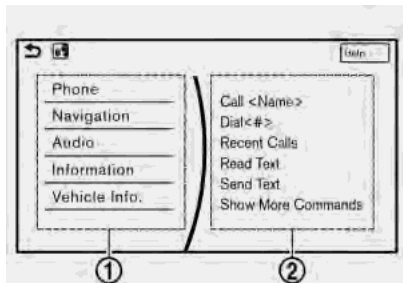 Help
Phone
Navigation
Audio
Information
Vehicle Info.
Call <Name>
Dial<#>
Recent Calls
Read Text
Send Text
Show More Commands
1
2